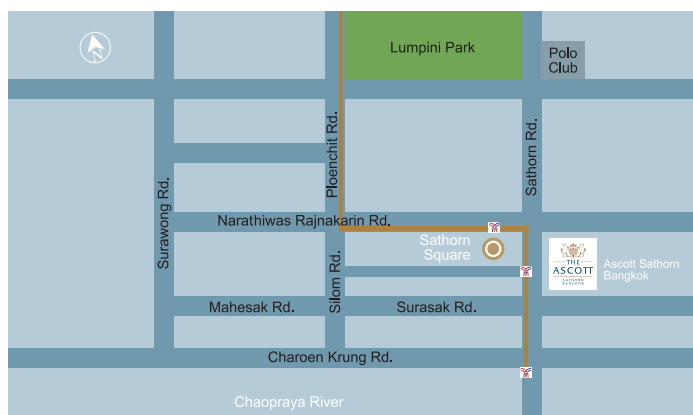 Lumpini Park
Polo
Club
N
Ploenchit Rd.
Sathorn Rd.
Surawong Rd.
Narathiwas Rajnakarin Rd.
Sathorn
Square
THE
ASCOTT
SATHORN
BANGKOK
Ascott Sathorn
Bangkok
Silom Rd.
Mahesak Rd.
Surasak Rd.
Charoen Krung Rd.
Chaopraya River